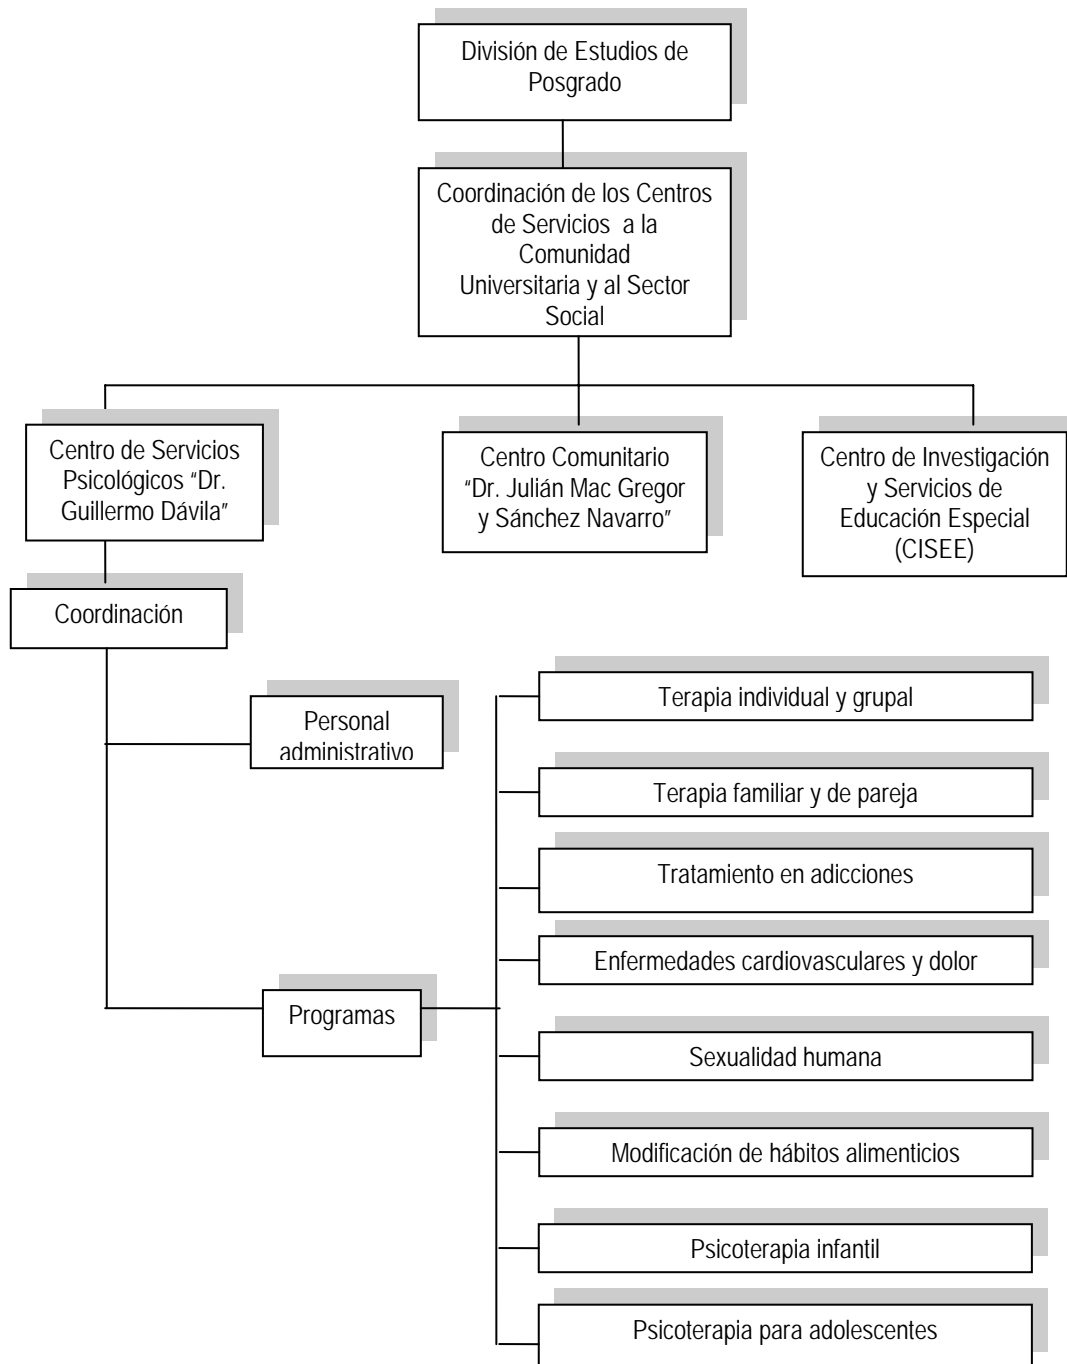 División de Estudios de
Posgrado
Coordinación de los Centros
de Servicios a la
Comunidad
Universitaria y al Sector
Social
Centro de Servicios
Psicológicos “Dr.
Guillermo Dávila”
Centro Comunitario
“Dr. Julián Mac Gregor
y Sánchez Navarro”
Centro de Investigación
y Servicios de
Educación Especial
(CISEE)
Coordinación
Personal
administrativo
Programas
Terapia individual y grupal
Terapia familiar y de pareja
Tratamiento en adicciones
Enfermedades cardiovasculares y dolor
Sexualidad humana
Modificación de hábitos alimenticios
Psicoterapia infantil
Psicoterapia para adolescentes